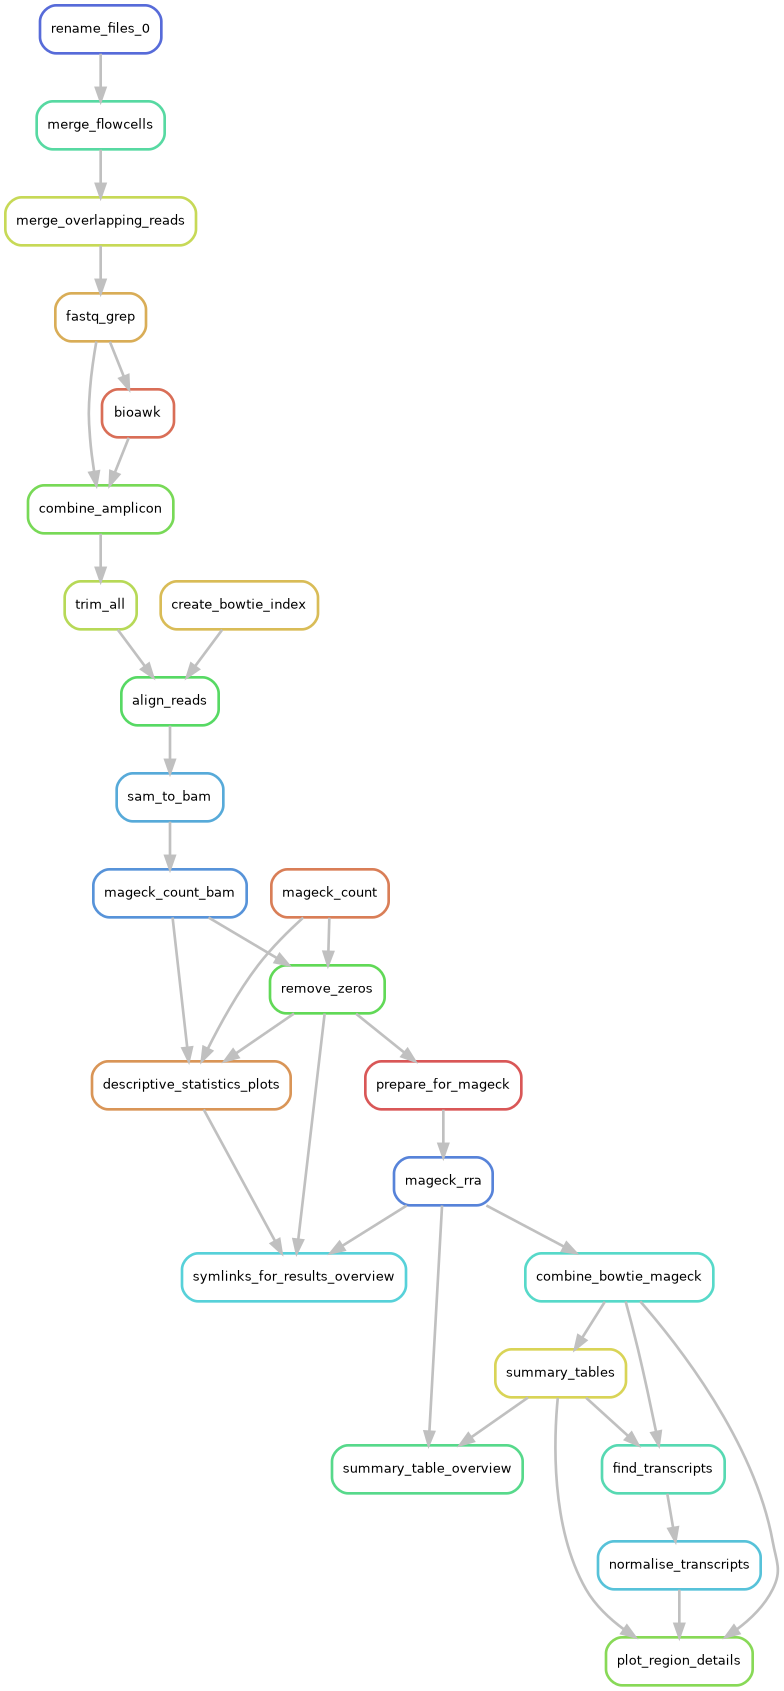 rename_files_0
merge_flowcells
merge_overlapping_reads
fastq_grep
bioawk
combine_amplicon
trim_all
create_bowtie_index
align_reads
sam_to_bam
mageck_count_bam
mageck_count
remove_zeros
descriptive_statistics_plots
prepare_for_mageck
mageck_rra
symlinks_for_results_overview
combine_bowtie_mageck
summary_tables
summary_table_overview
find_transcripts
normalise_transcripts
plot_region_details